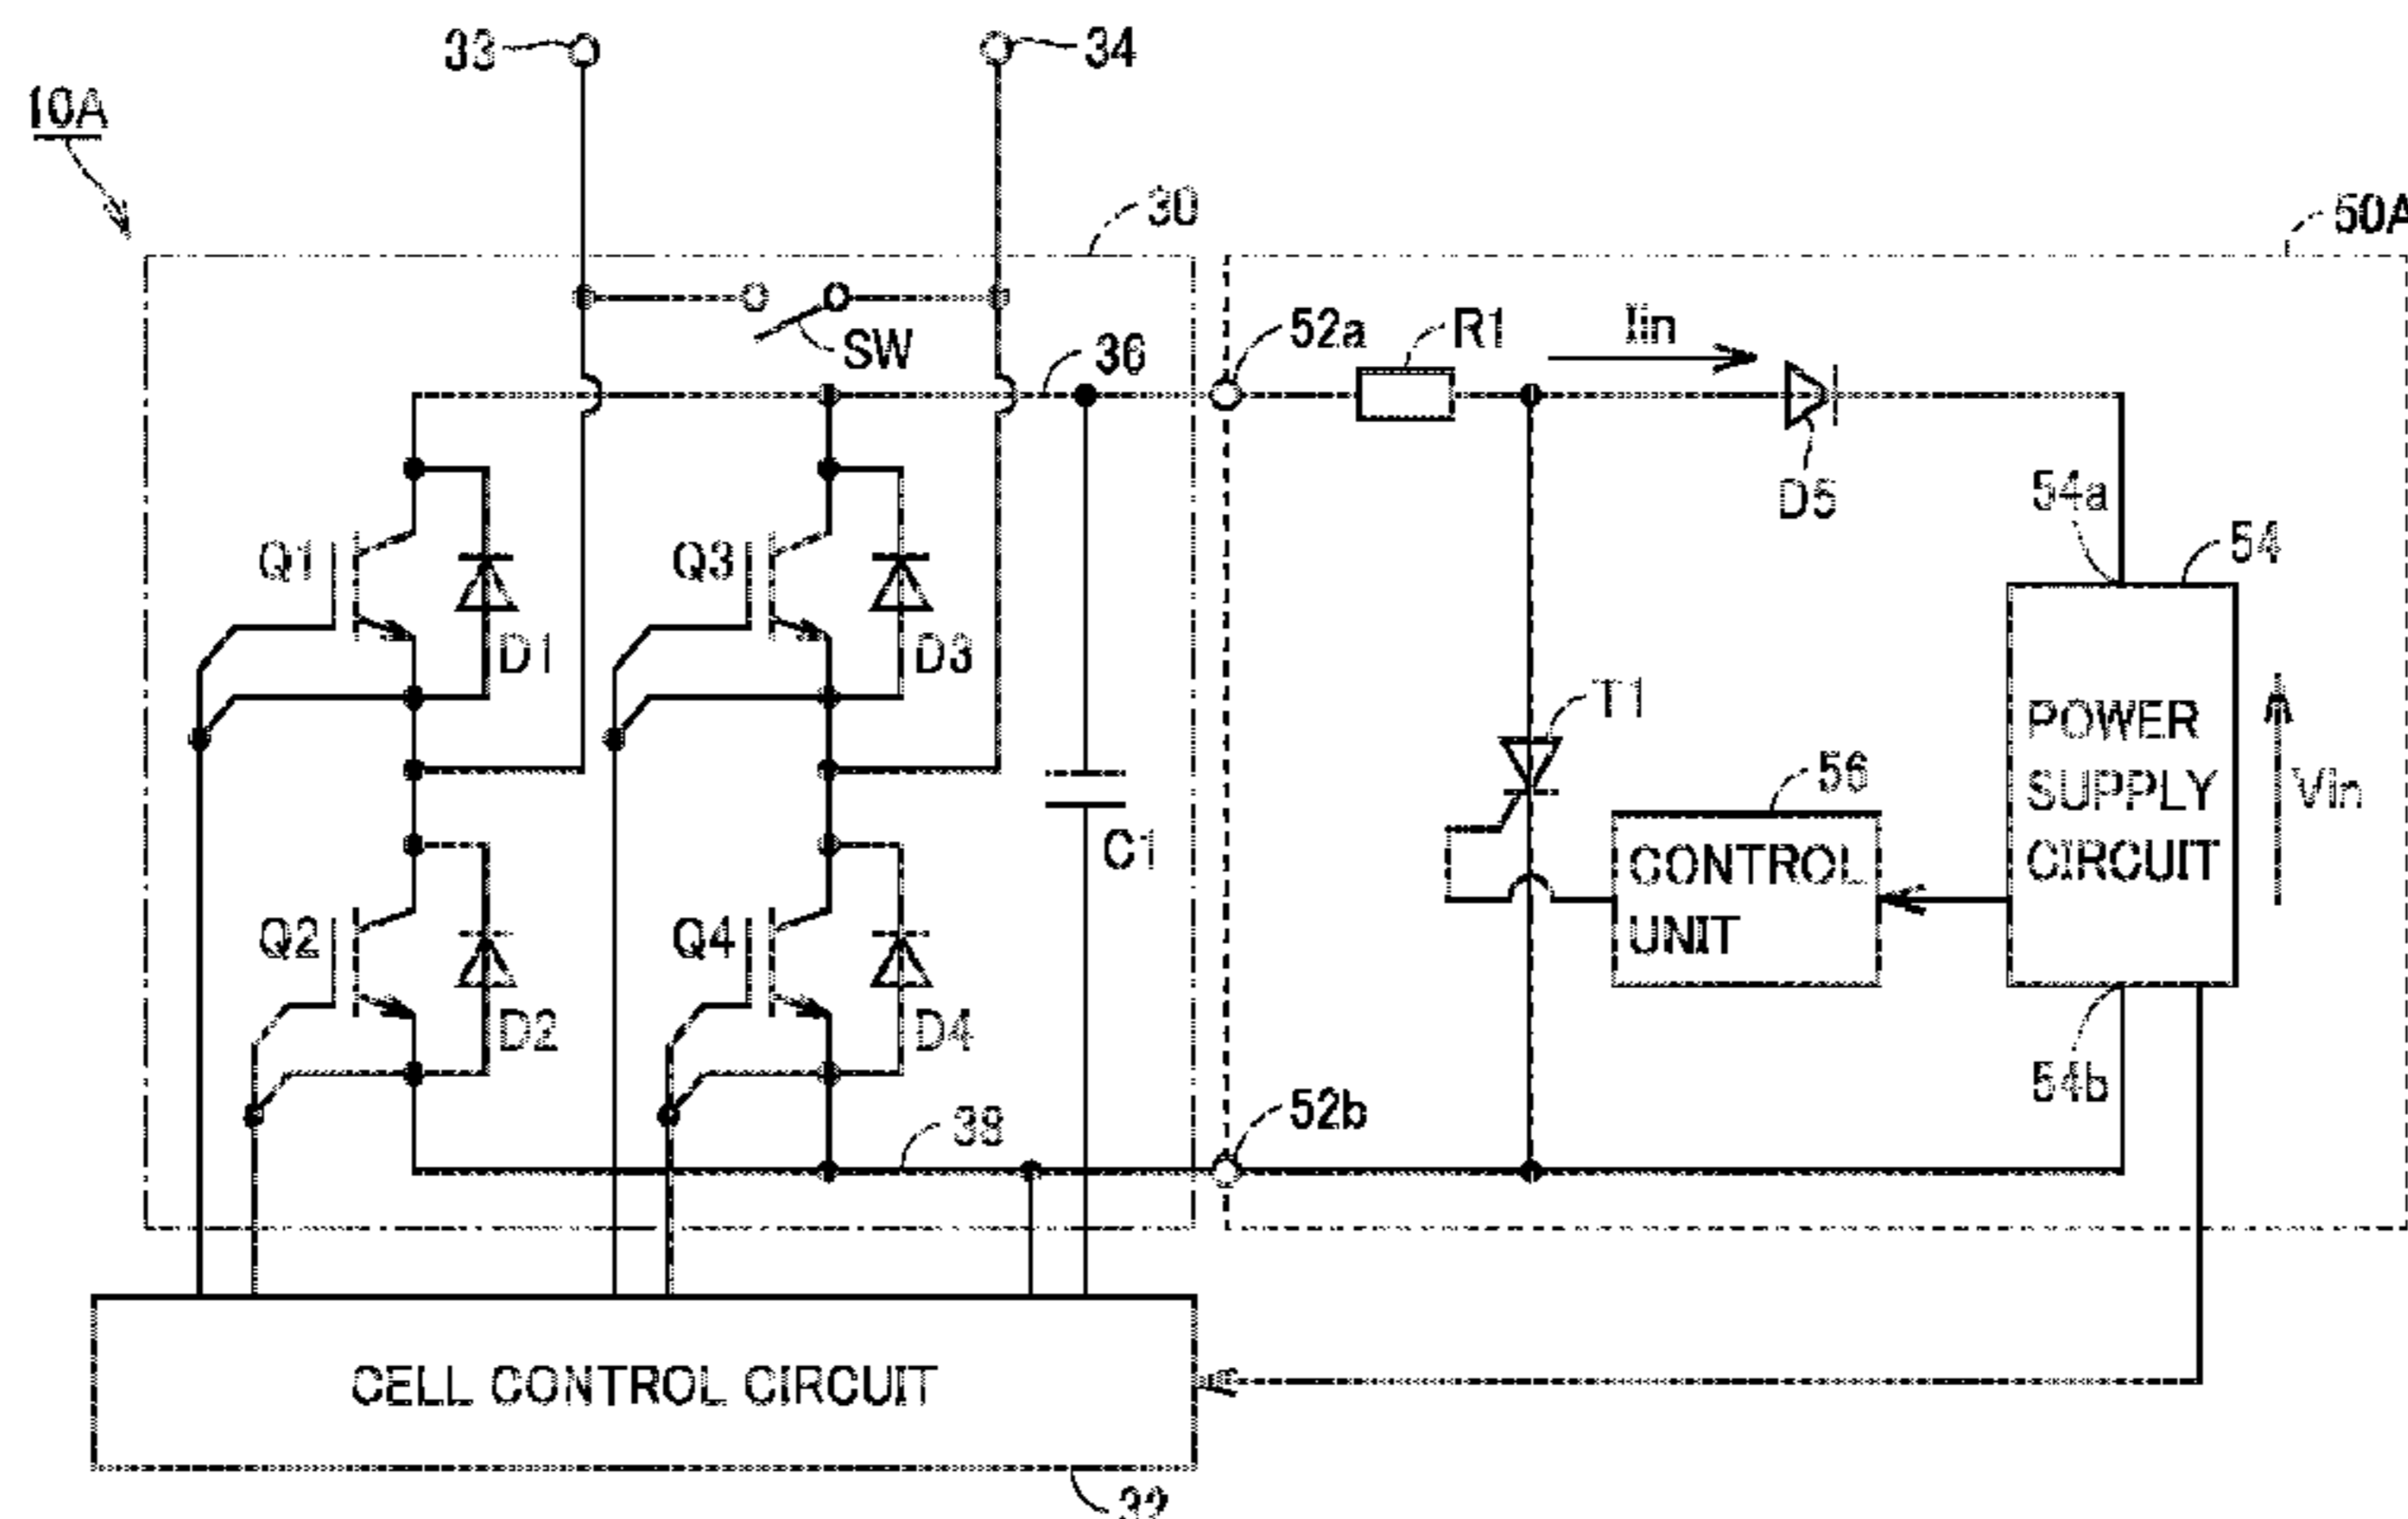 33
34
10A
30
50A
SW
36
52a
R1
Iin
D5
54a
54
Q1
D1
Q3
D3
T1
56
POWER
SUPPLY
CIRCUIT
Vin
C1
CONTROL
UNIT
Q2
D2
Q4
D4
54b
52b
38
CELL CONTROL CIRCUIT
32